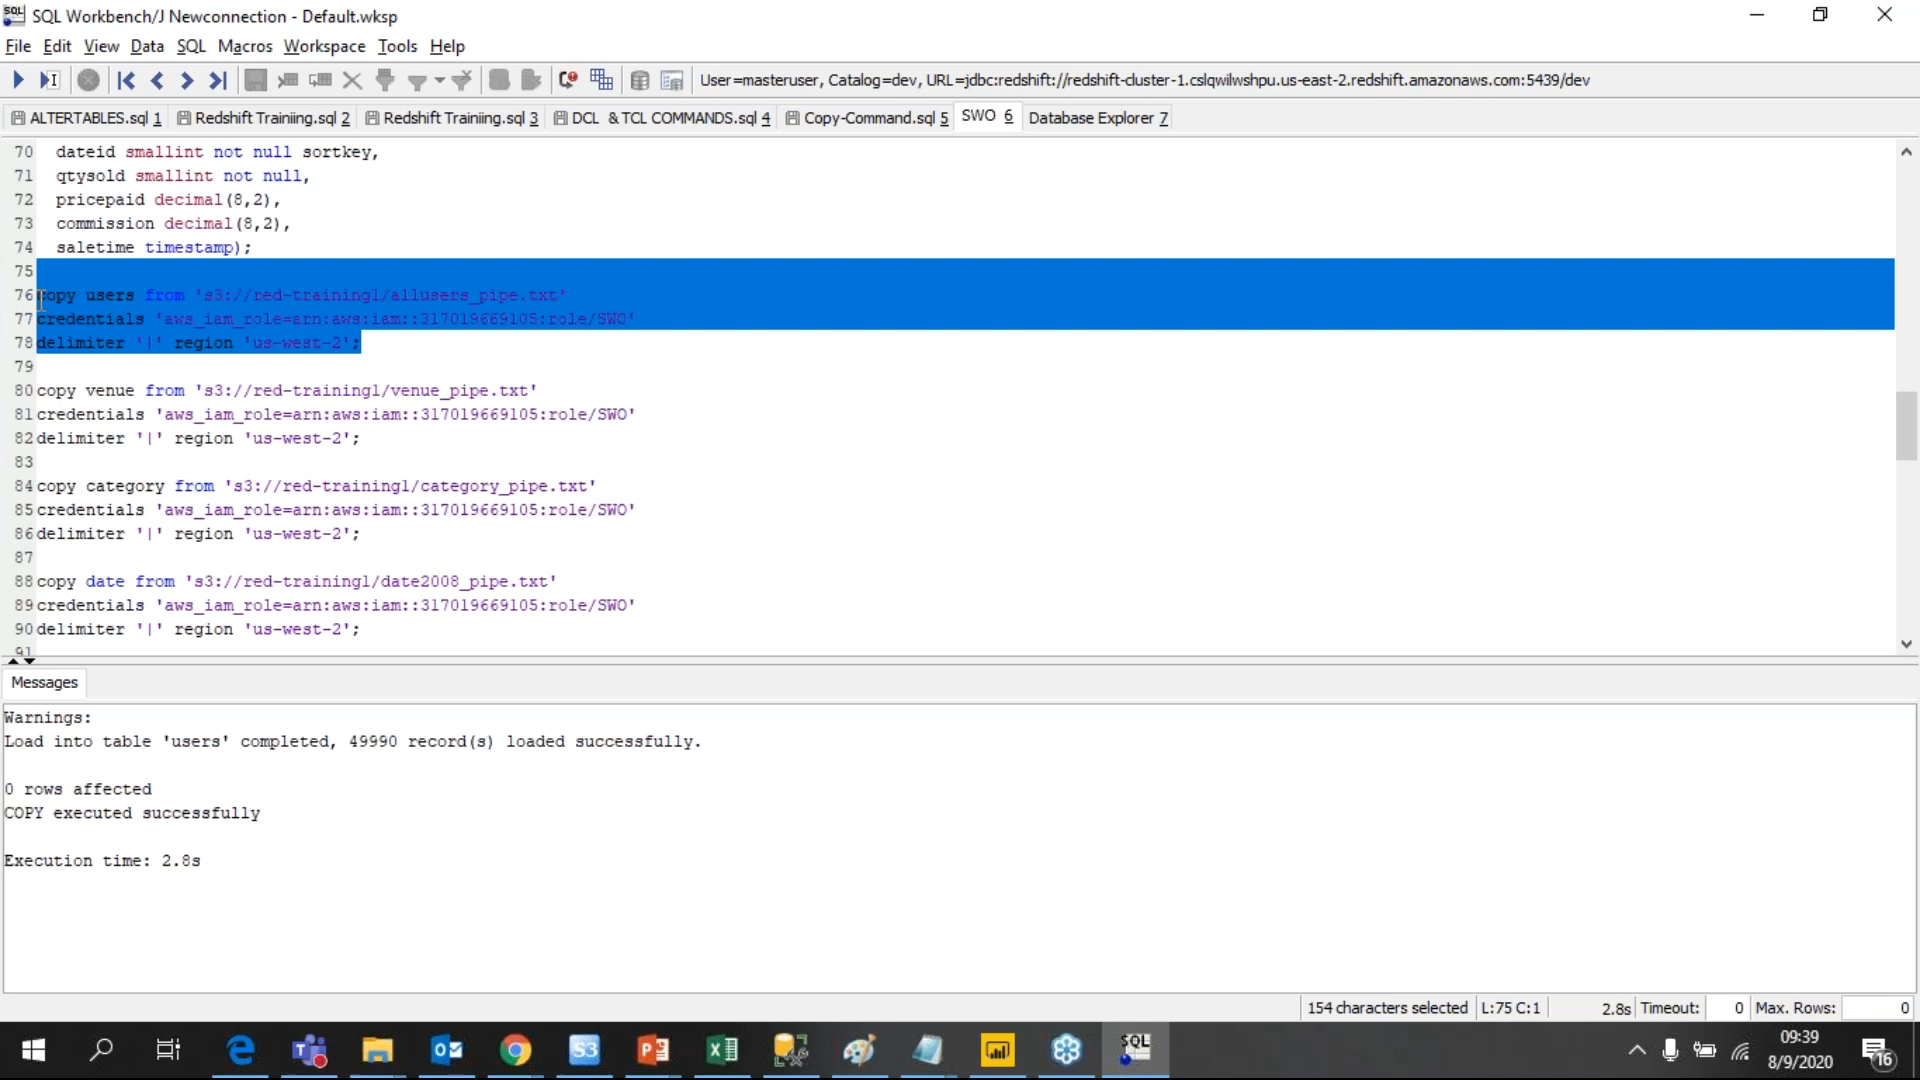 SQL Workbench/J Newconnection - Default.wksp
File Edit View Data SQL Macros Workspace Tools Help
User=masteruser, Catalog=dev, URL=jdbc:redshift://redshift-cluster-1.cslqwilwshpu.us-east-2.redshift.amazonaws.com:5439/dev
ALTERTABLES.sql 1 Redshift Trainiing.sql 2 Redshift Trainiing.sql 3 DCL & TCL COMMANDS.sql 4 Copy-Command.sql 5 SWO 6 Database Explorer 7
70 dateid smallint not null sortkey,
71 qtysold smallint not null,
72 pricepaid decimal(8,2),
73 commission decimal(8,2),
74 saletime timestamp);
75
76 copy users from 's3://red-training1/allusers_pipe.txt'
77 credentials 'aws_iam_role=arn:aws:iam::317019669105:role/SWO'
78 delimiter '|' region 'us-west-2';
79
80 copy venue from 's3://red-training1/venue_pipe.txt'
81 credentials 'aws_iam_role=arn:aws:iam::317019669105:role/SWO'
82 delimiter '|' region 'us-west-2';
83
84 copy category from 's3://red-training1/category_pipe.txt'
85 credentials 'aws_iam_role=arn:aws:iam::317019669105:role/SWO'
86 delimiter '|' region 'us-west-2';
87
88 copy date from 's3://red-training1/date2008_pipe.txt'
89 credentials 'aws_iam_role=arn:aws:iam::317019669105:role/SWO'
90 delimiter '|' region 'us-west-2';
91
Messages
Warnings:
Load into table 'users' completed, 49990 record(s) loaded successfully.
0 rows affected
COPY executed successfully
Execution time: 2.8s
154 characters selected L:75 C:1 2.8s Timeout: 0 Max. Rows: 0
09:39
8/9/2020
16